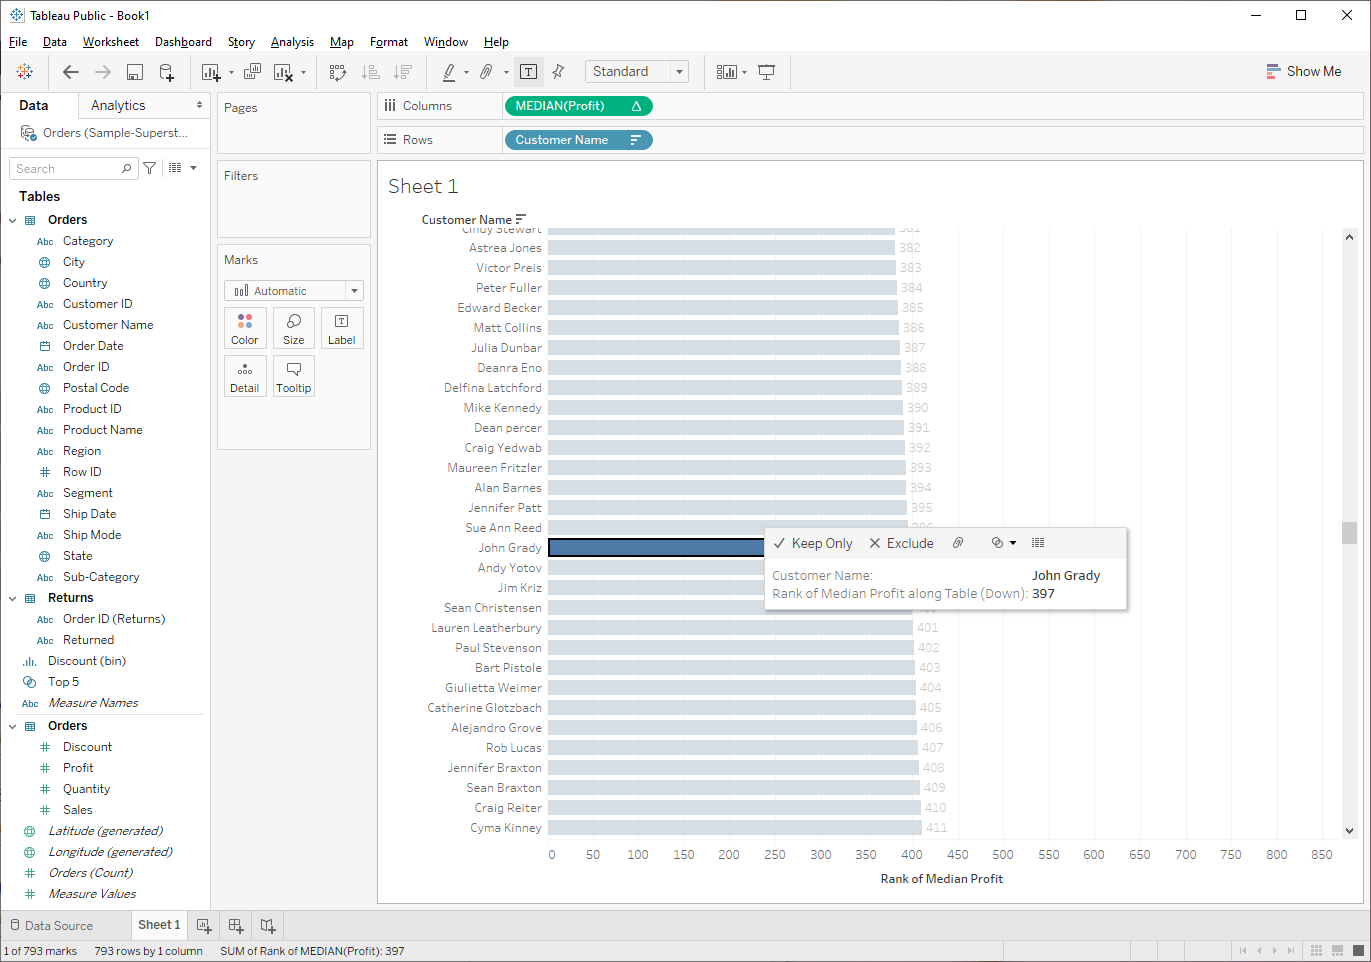 Tableau Public - Book1
File Data Worksheet Dashboard Story Analysis Map Format Window Help
Standard
Show Me
Data
Analytics
Orders (Sample-Superst...
Search
Tables
Orders
Abc Category
City
Country
Abc Customer ID
Abc Customer Name
Order Date
Abc Order ID
Postal Code
Abc Product ID
Abc Product Name
Abc Region
Row ID
Abc Segment
Ship Date
Abc Ship Mode
State
Abc Sub-Category
Returns
Abc Order ID (Returns)
Abc Returned
Discount (bin)
Top 5
Abc Measure Names
Orders
Discount
Profit
Quantity
Sales
Latitude (generated)
Longitude (generated)
Orders (Count)
Measure Values
Pages
Filters
Marks
Automatic
Color Size Label
Detail Tooltip
Columns MEDIAN(Profit)
Rows Customer Name
Sheet 1
Customer Name
Cindy Stewart 381
Astrea Jones 382
Victor Preis 383
Peter Fuller 384
Edward Becker 385
Matt Collins 386
Julia Dunbar 387
Deanra Eno 388
Delfina Latchford 389
Mike Kennedy 390
Dean percer 391
Craig Yedwab 392
Maureen Fritzler 393
Alan Barnes 394
Jennifer Patt 395
Sue Ann Reed 396
John Grady
Andy Yotov
Jim Kriz
Sean Christensen 400
Lauren Leatherbury 401
Paul Stevenson 402
Bart Pistole 403
Giulietta Weimer 404
Catherine Glotzbach 405
Alejandro Grove 406
Rob Lucas 407
Jennifer Braxton 408
Sean Braxton 409
Craig Reiter 410
Cyma Kinney 411
Keep Only Exclude
Customer Name: John Grady
Rank of Median Profit along Table (Down): 397
0 50 100 150 200 250 300 350 400 450 500 550 600 650 700 750 800 850
Rank of Median Profit
Data Source Sheet 1
1 of 793 marks 793 rows by 1 column SUM of Rank of MEDIAN(Profit): 397